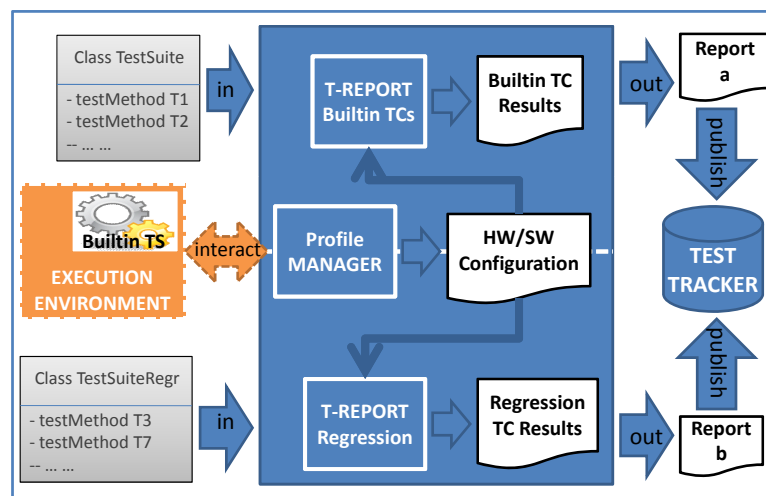 Class TestSuite
- testMethod T1
- testMethod T2
-- ... ...
in
T-REPORT
Builtin TCs
Builtin TC
Results
out
Report
a
publish
Builtin TS
EXECUTION
ENVIRONMENT
interact
Profile
MANAGER
HW/SW
Configuration
TEST
TRACKER
Class TestSuiteRegr
- testMethod T3
- testMethod T7
-- ... ...
in
T-REPORT
Regression
Regression
TC Results
out
Report
b
publish